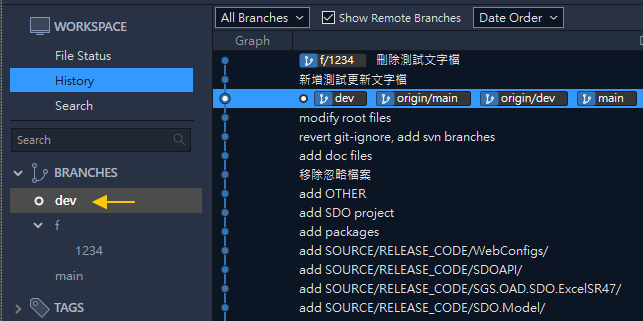 WORKSPACE
File Status
History
Search
Search
BRANCHES
dev
f
1234
main
TAGS
All Branches
Show Remote Branches
Date Order
Graph
f/1234 刪除測試文字檔
新增測試更新文字檔
dev origin/main origin/dev main
modify root files
revert git-ignore, add svn branches
add doc files
移除忽略檔案
add OTHER
add SDO project
add packages
add SOURCE/RELEASE_CODE/WebConfigs/
add SOURCE/RELEASE_CODE/SDOAPI/
add SOURCE/RELEASE_CODE/SGS.OAD.SDO.ExcelSR47/
add SOURCE/RELEASE_CODE/SDO.Model/